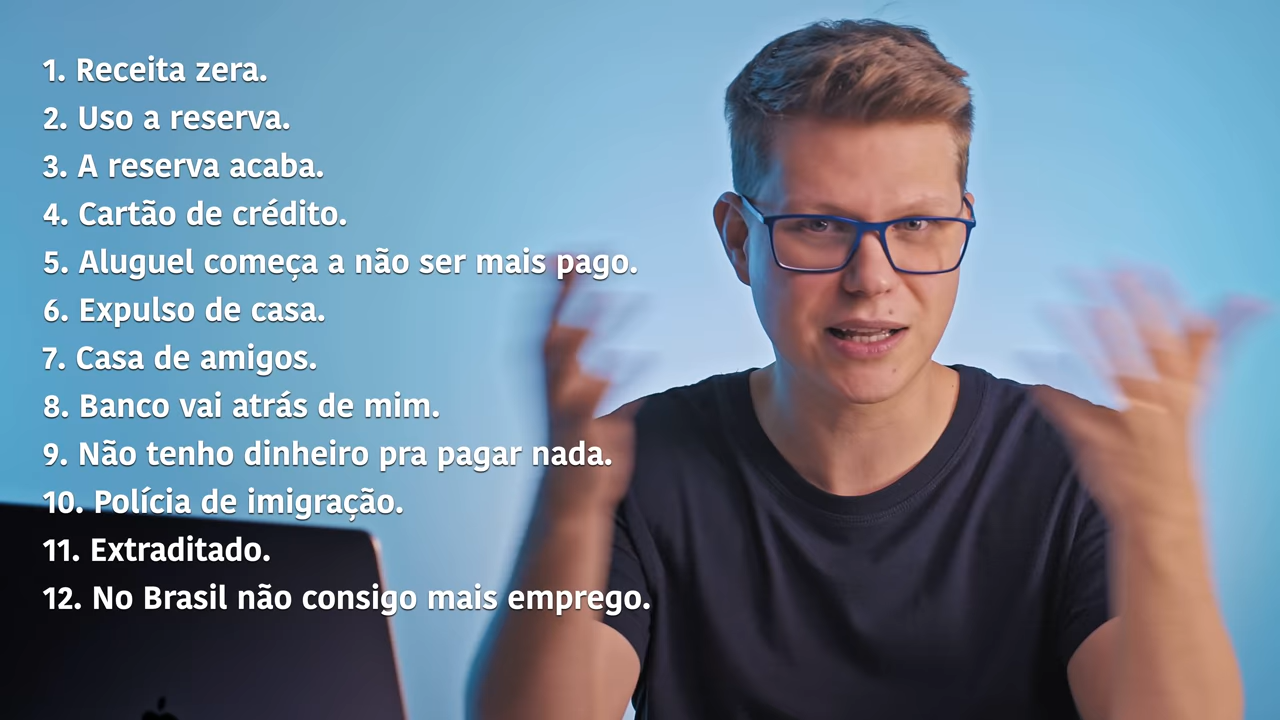 1. Receita zera.
2. Uso a reserva.
3. A reserva acaba.
4. Cartão de crédito.
5. Aluguel começa a não ser mais pago.
6. Expulso de casa.
7. Casa de amigos.
8. Banco vai atrás de mim.
9. Não tenho dinheiro pra pagar nada.
10. Polícia de imigração.
11. Extraditado.
12. No Brasil não consigo mais emprego.